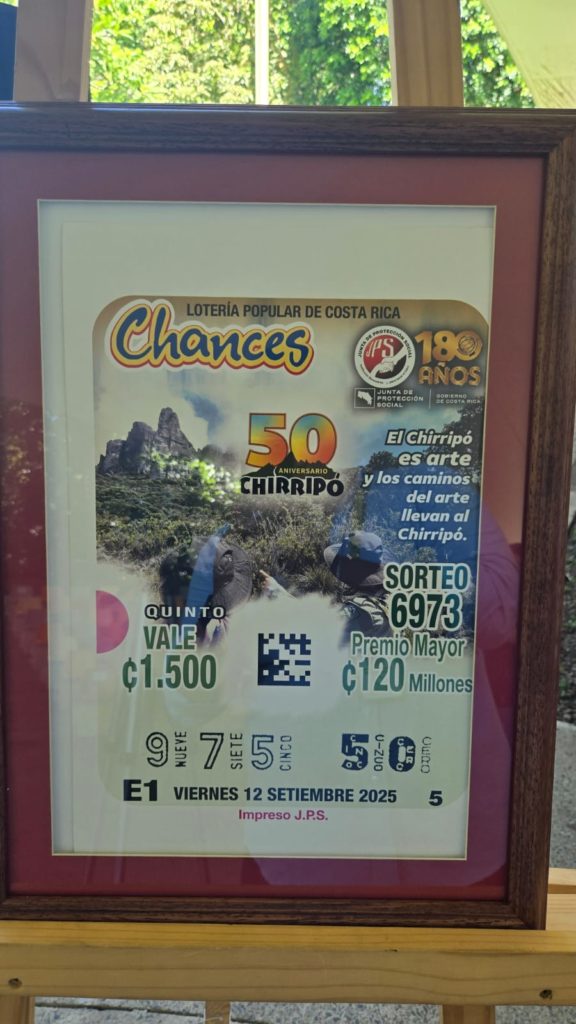 LOTERÍA POPULAR DE COSTA RICA
Chances
JUNTA DE PROTECCIÓN SOCIAL
JPS
180
AÑOS
JUNTA DE
PROTECCIÓN
SOCIAL
GOBIERNO
DE COSTA RICA
50
ANIVERSARIO
CHIRRIPÓ
El Chirripó
es arte
y los caminos
del arte
llevan al
Chirripó.
SORTEO
6973
QUINTO
VALE
₡1.500
Premio Mayor
₡120 Millones
9 NUEVE 7 SIETE 5 CINCO
5 CINCO 0 CERO
E1 VIERNES 12 SETIEMBRE 2025 5
Impreso J.P.S.